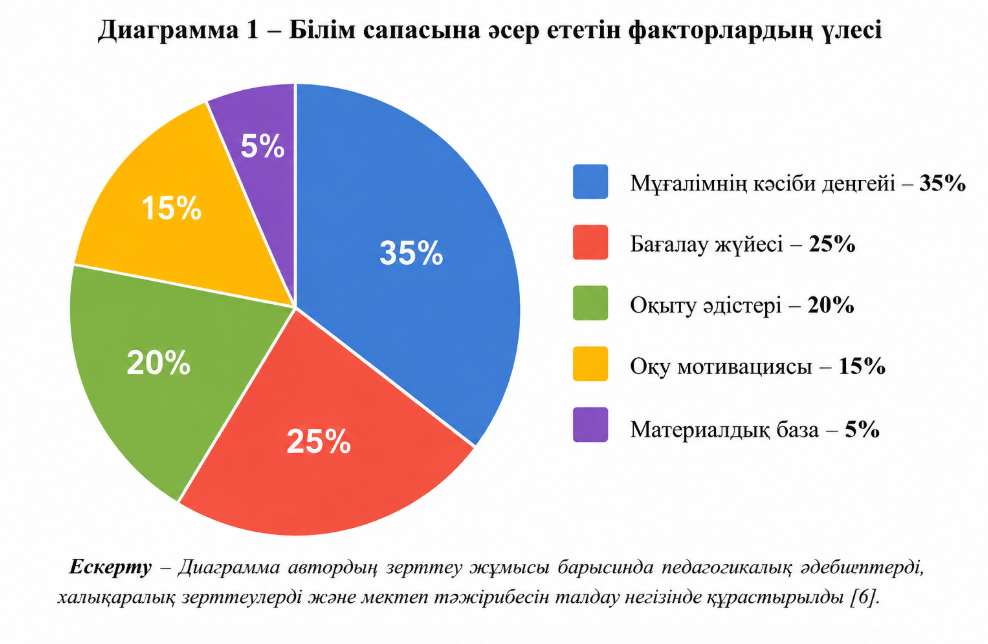 Диаграмма 1 – Білім сапасына әсер ететін факторлардың үлесі
5%
15%
35%
20%
25%
Мұғалімнің кәсіби деңгейі – 35%
Бағалау жүйесі – 25%
Оқыту әдістері – 20%
Оқу мотивациясы – 15%
Материалдық база – 5%
Ескерту – Диаграмма автордың зерттеу жұмысы барысында педагогикалық әдебиеттерді,
халықаралық зерттеулерді және мектеп тәжірибесін талдау негізінде құрастырылды [6].